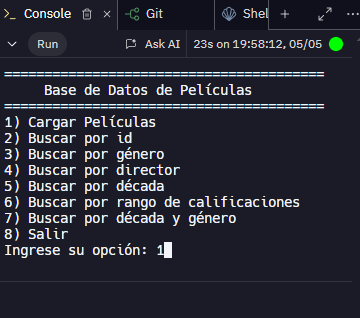 Console
Git
Shel
Run
Ask AI
23s on 19:58:12, 05/05
========================================
Base de Datos de Películas
========================================
1) Cargar Películas
2) Buscar por id
3) Buscar por género
4) Buscar por director
5) Buscar por década
6) Buscar por rango de calificaciones
7) Buscar por década y género
8) Salir
Ingrese su opción: 1